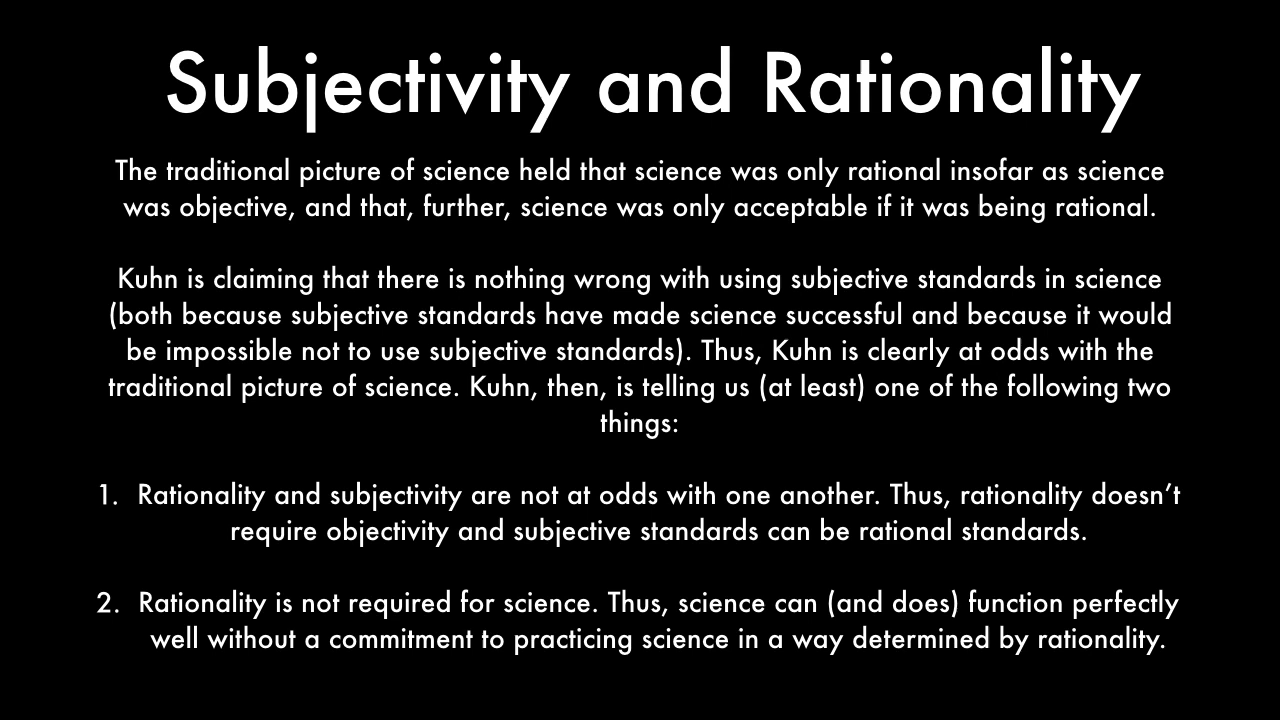 Subjectivity and Rationality
The traditional picture of science held that science was only rational insofar as science
was objective, and that, further, science was only acceptable if it was being rational.
Kuhn is claiming that there is nothing wrong with using subjective standards in science
(both because subjective standards have made science successful and because it would
be impossible not to use subjective standards). Thus, Kuhn is clearly at odds with the
traditional picture of science. Kuhn, then, is telling us (at least) one of the following two
things:
1. Rationality and subjectivity are not at odds with one another. Thus, rationality doesn’t
require objectivity and subjective standards can be rational standards.
2. Rationality is not required for science. Thus, science can (and does) function perfectly
well without a commitment to practicing science in a way determined by rationality.